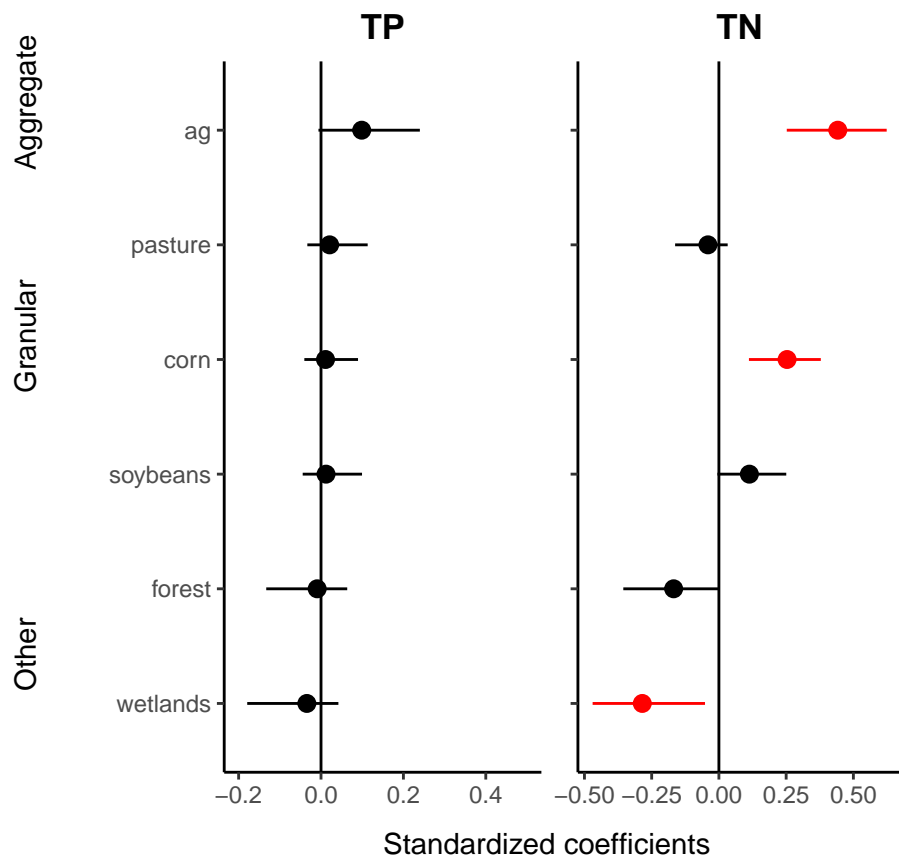 TP TN
Aggregate
ag
pasture
Granular
corn
soybeans
forest
Other
wetlands
−0.2 0.0 0.2 0.4 −0.50 −0.25 0.00 0.25 0.50
Standardized coefficients